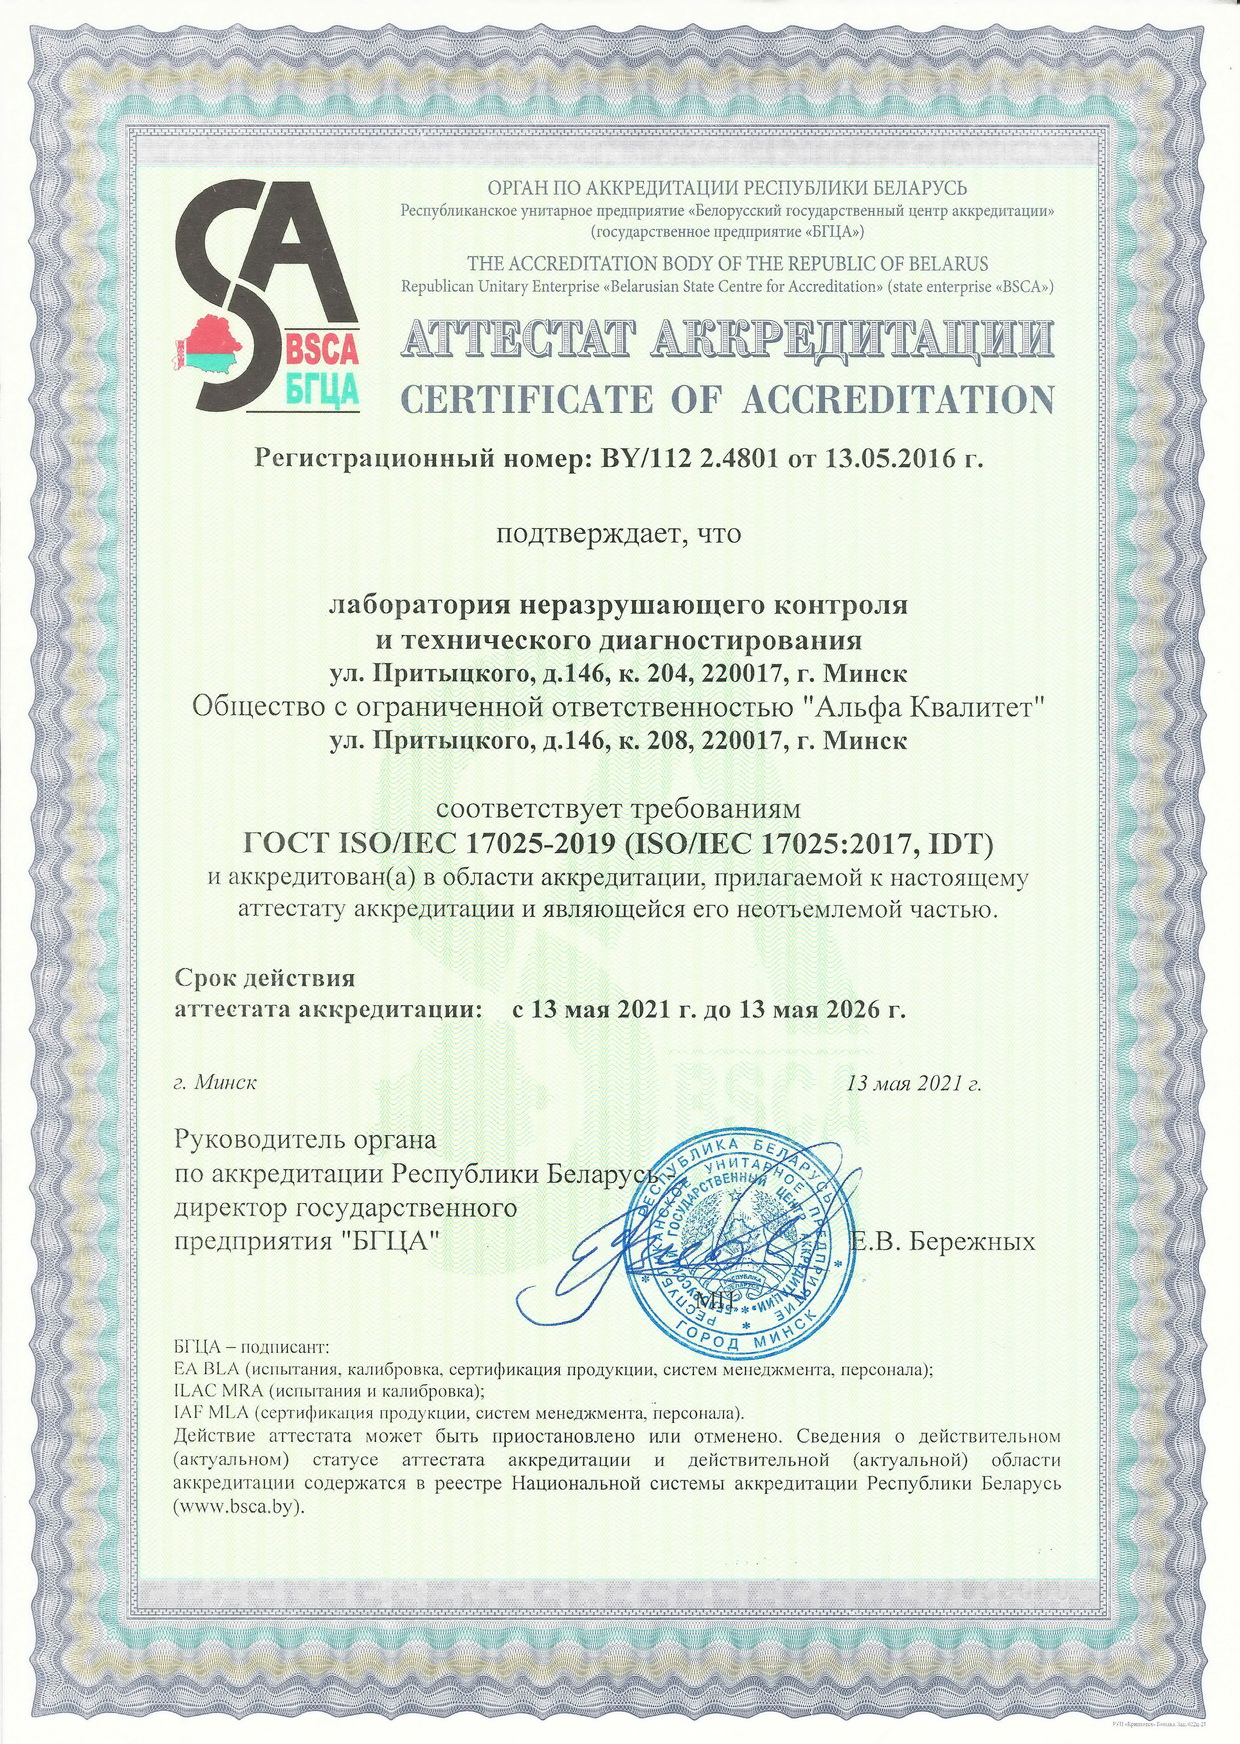 ОРГАН ПО АККРЕДИТАЦИИ РЕСПУБЛИКИ БЕЛАРУСЬ
Республиканское унитарное предприятие «Белорусский государственный центр аккредитации»
(государственное предприятие «БГЦА»)
THE ACCREDITATION BODY OF THE REPUBLIC OF BELARUS
Republican Unitary Enterprise «Belarusian State Centre for Accreditation» (state enterprise «BSCA»)
SA
BSCA
БГЦА
АТТЕСТАТ АККРЕДИТАЦИИ
CERTIFICATE OF ACCREDITATION
Регистрационный номер: BY/112 2.4801 от 13.05.2016 г.
подтверждает, что
лаборатория неразрушающего контроля
и технического диагностирования
ул. Притыцкого, д.146, к. 204, 220017, г. Минск
Общество с ограниченной ответственностью "Альфа Квалитет"
ул. Притыцкого, д.146, к. 208, 220017, г. Минск
соответствует требованиям
ГОСТ ISO/IEC 17025-2019 (ISO/IEC 17025:2017, IDT)
и аккредитован(а) в области аккредитации, прилагаемой к настоящему
аттестату аккредитации и являющейся его неотъемлемой частью.
Срок действия
аттестата аккредитации: с 13 мая 2021 г. до 13 мая 2026 г.
г. Минск 13 мая 2021 г.
Руководитель органа
по аккредитации Республики Беларусь
директор государственного
предприятия "БГЦА" Е.В. Бережных
МП
РЕСПУБЛИКА БЕЛАРУСЬ
ГОРОД МИНСК
РЕСПУБЛИКАНСКОЕ УНИТАРНОЕ ПРЕДПРИЯТИЕ
«БЕЛОРУССКИЙ ГОСУДАРСТВЕННЫЙ ЦЕНТР АККРЕДИТАЦИИ»
БГЦА – подписант:
EA BLA (испытания, калибровка, сертификация продукции, систем менеджмента, персонала);
ILAC MRA (испытания и калибровка);
IAF MLA (сертификация продукции, систем менеджмента, персонала).
Действие аттестата может быть приостановлено или отменено. Сведения о действительном
(актуальном) статусе аттестата аккредитации и действительной (актуальной) области
аккредитации содержатся в реестре Национальной системы аккредитации Республики Беларусь
(www.bsca.by).